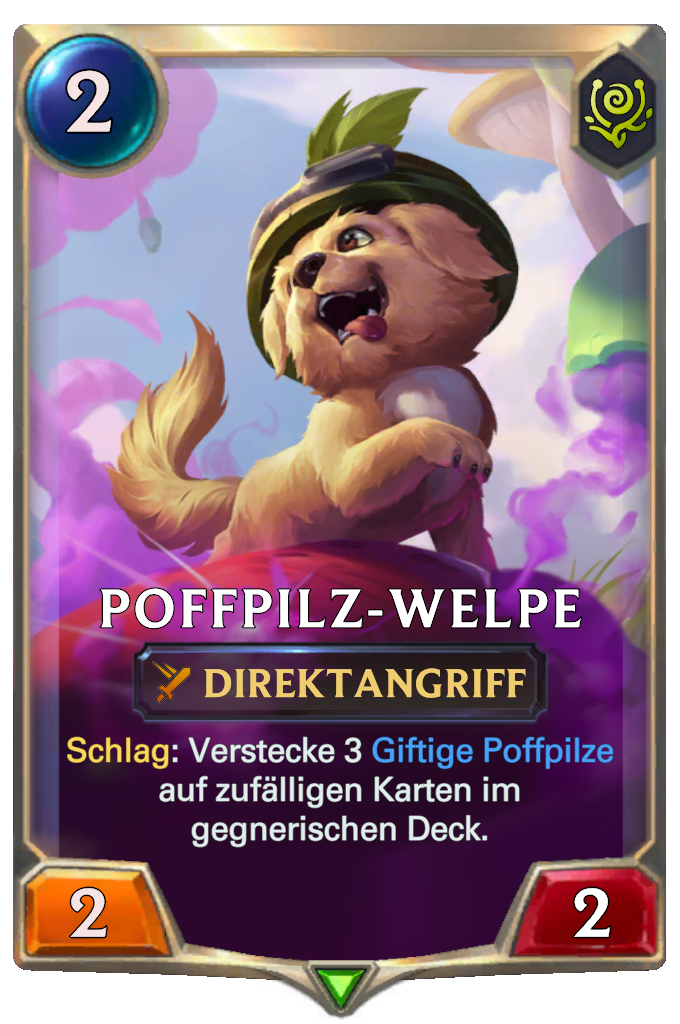 2
POFFPILZ-WELPE
DIREKTANGRIFF
Schlag: Verstecke 3 Giftige Poffpilze
auf zufälligen Karten im
gegnerischen Deck.
2 2